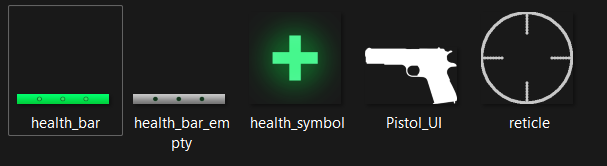 health_bar
health_bar_em
pty
health_symbol
Pistol_UI
reticle